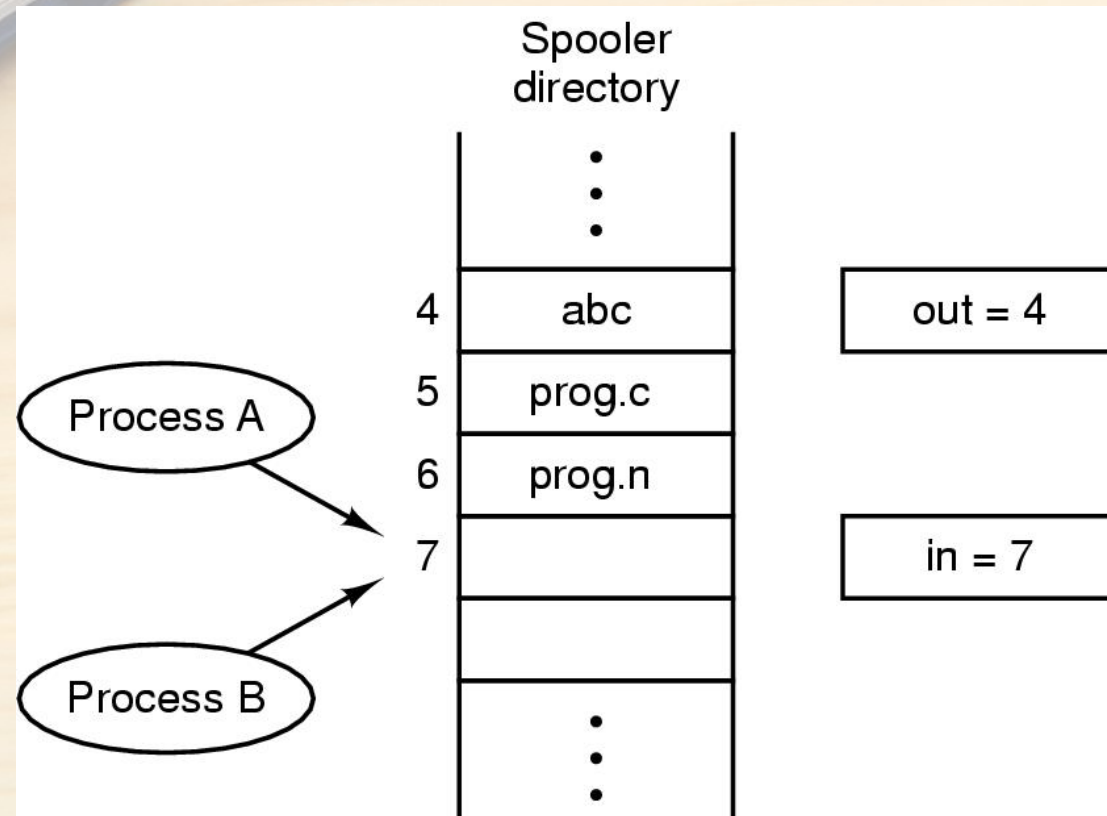 Spooler
directory
4
abc
out = 4
5
prog.c
Process A
6
prog.n
7
in = 7
Process B